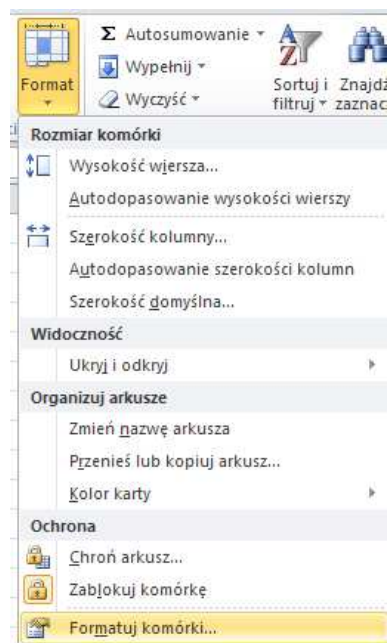 Format
Σ Autosumowanie
Wypełnij
Wyczyść
Sortuj i
filtruj
Znajdź
zaznac
Rozmiar komórki
Wysokość wiersza...
Autodopasowanie wysokości wierszy
Szerokość kolumny...
Autodopasowanie szerokości kolumn
Szerokość domyślna...
Widoczność
Ukryj i odkryj
Organizuj arkusze
Zmień nazwę arkusza
Przenieś lub kopiuj arkusz...
Kolor karty
Ochrona
Chroń arkusz...
Zablokuj komórkę
Formatuj komórki...